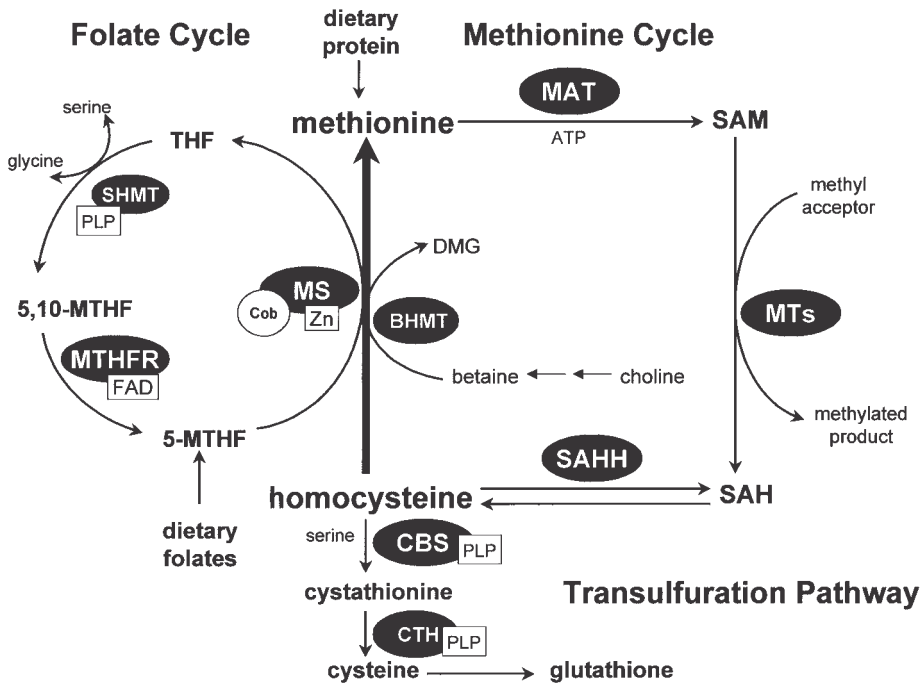 Folate Cycle
dietary
protein
Methionine Cycle
MAT
methionine
ATP
SAM
serine
THF
glycine
SHMT
PLP
methyl
acceptor
DMG
5,10-MTHF
MS
Cob
Zn
BHMT
MTs
MTHFR
FAD
betaine
choline
methylated
product
5-MTHF
SAHH
homocysteine
SAH
dietary
folates
serine
CBS
PLP
cystathionine
Transulfuration Pathway
CTH
PLP
cysteine
glutathione